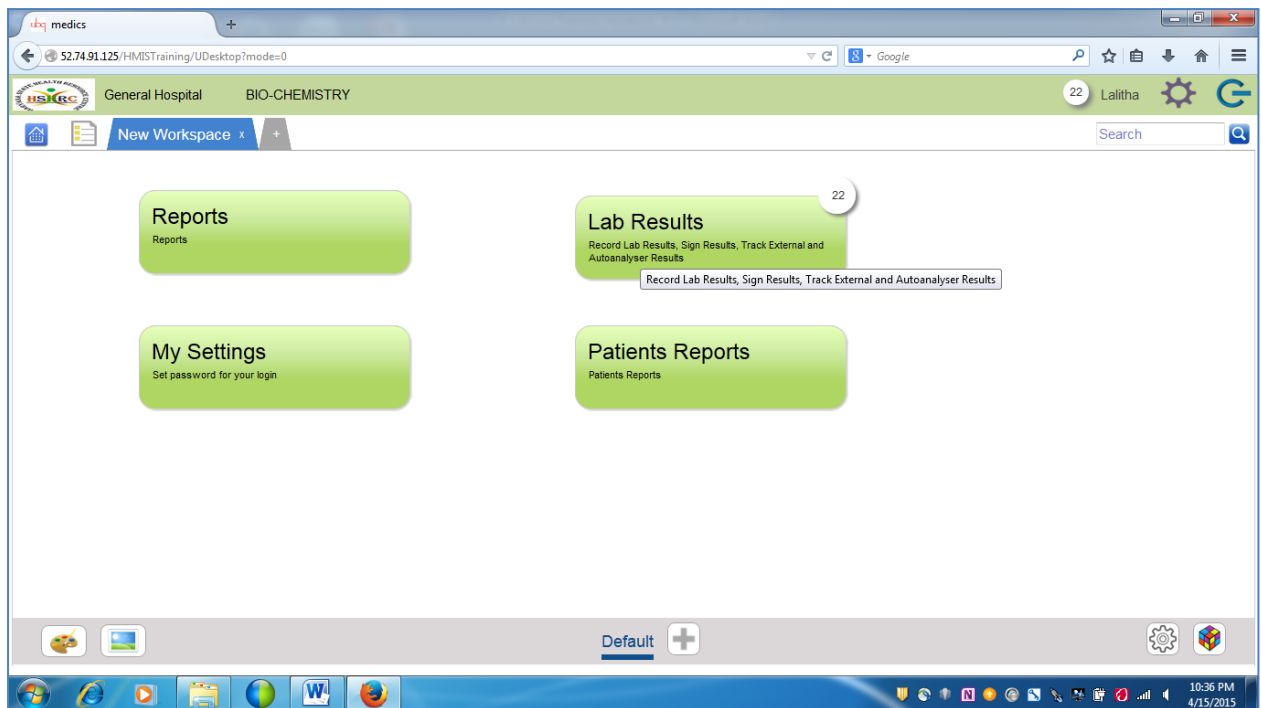 ubq medics
+
52.74.91.125/HMISTraining/UDesktop?mode=0
8 Google
HSHRC
General Hospital BIO-CHEMISTRY
22 Lalitha
New Workspace x +
Search
22
Reports
Reports
Lab Results
Record Lab Results, Sign Results, Track External and
Autoanalyser Results
Record Lab Results, Sign Results, Track External and Autoanalyser Results
My Settings
Set password for your login
Patients Reports
Patients Reports
Default
10:36 PM
4/15/2015